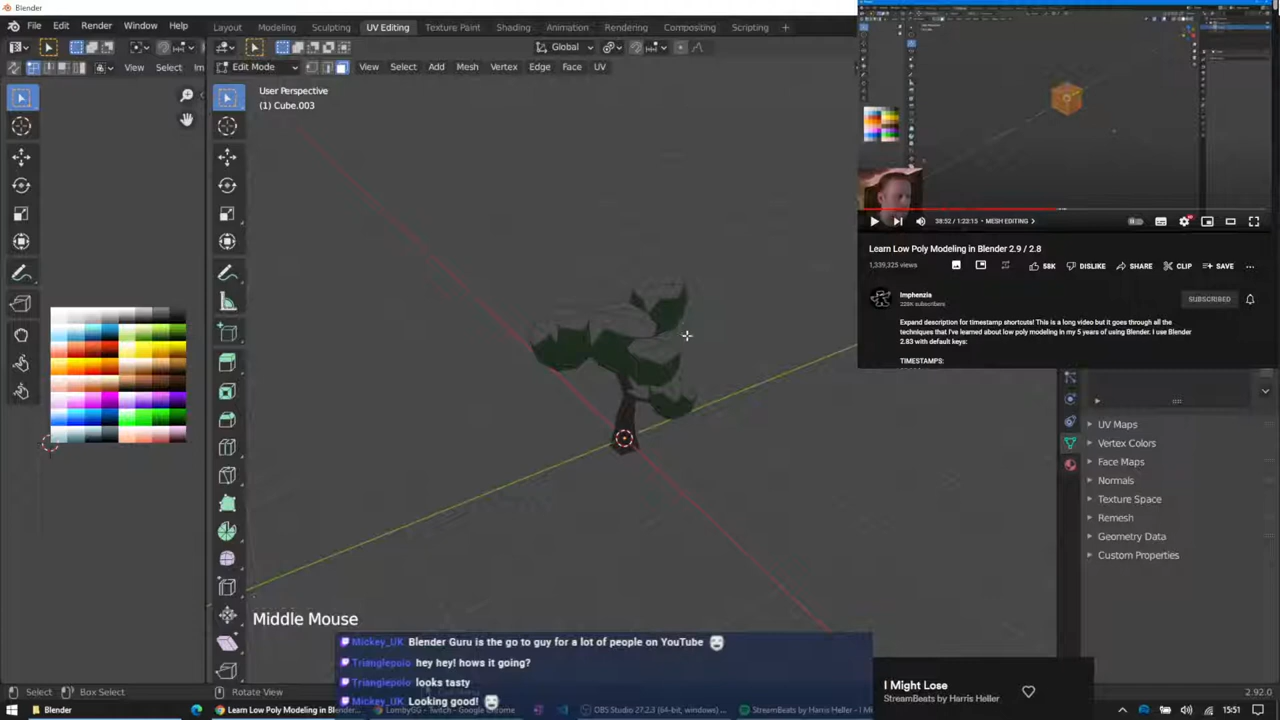 Blender
File Edit Render Window Help
Layout Modeling Sculpting UV Editing Texture Paint Shading Animation Rendering Compositing Scripting
Global
View Select Im
Edit Mode View Select Add Mesh Vertex Edge Face UV
User Perspective
(1) Cube.003
38:52 / 1:23:15 • MESH EDITING >
Learn Low Poly Modeling in Blender 2.9 / 2.8
1,339,325 views 58K DISLIKE SHARE CLIP SAVE ...
Imphenzia
SUBSCRIBED
Expand description for timestamp shortcuts! This is a long video but it goes through all the
techniques that I've learned about low poly modeling in my 5 years of using Blender. I use Blender
2.83 with default keys:
TIMESTAMPS:
UV Maps
Vertex Colors
Face Maps
Normals
Texture Space
Remesh
Geometry Data
Custom Properties
Middle Mouse
Mickey_UK Blender Guru is the go to guy for a lot of people on YouTube
Trianglepolo hey hey! hows it going?
Trianglepolo looks tasty
Mickey_UK Looking good!
I Might Lose
StreamBeats by Harris Heller
Select Box Select Rotate View 2.92.0
Blender Learn Low Poly Modeling in Blender... LombyGG - Twitch - Google Chrome OBS Studio 27.2.3 (64-bit, windows)... StreamBeats by Harris Heller - I Mi 15:51